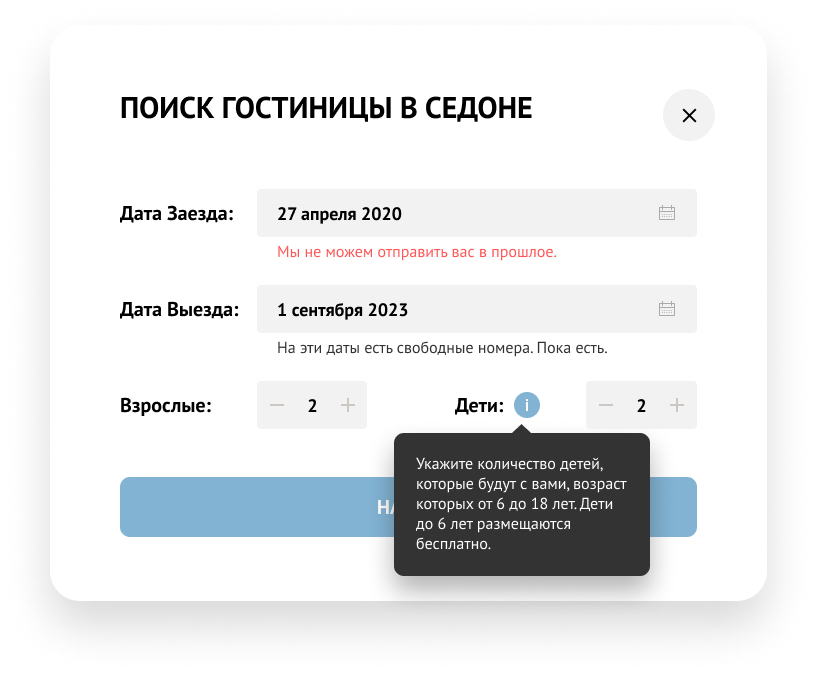 ПОИСК ГОСТИНИЦЫ В СЕДОНЕ
Дата Заезда: 27 апреля 2020
Мы не можем отправить вас в прошлое.
Дата Выезда: 1 сентября 2023
На эти даты есть свободные номера. Пока есть.
Взрослые: 2 Дети: i 2
Укажите количество детей,
которые будут с вами, возраст
которых от 6 до 18 лет. Дети
до 6 лет размещаются
бесплатно.